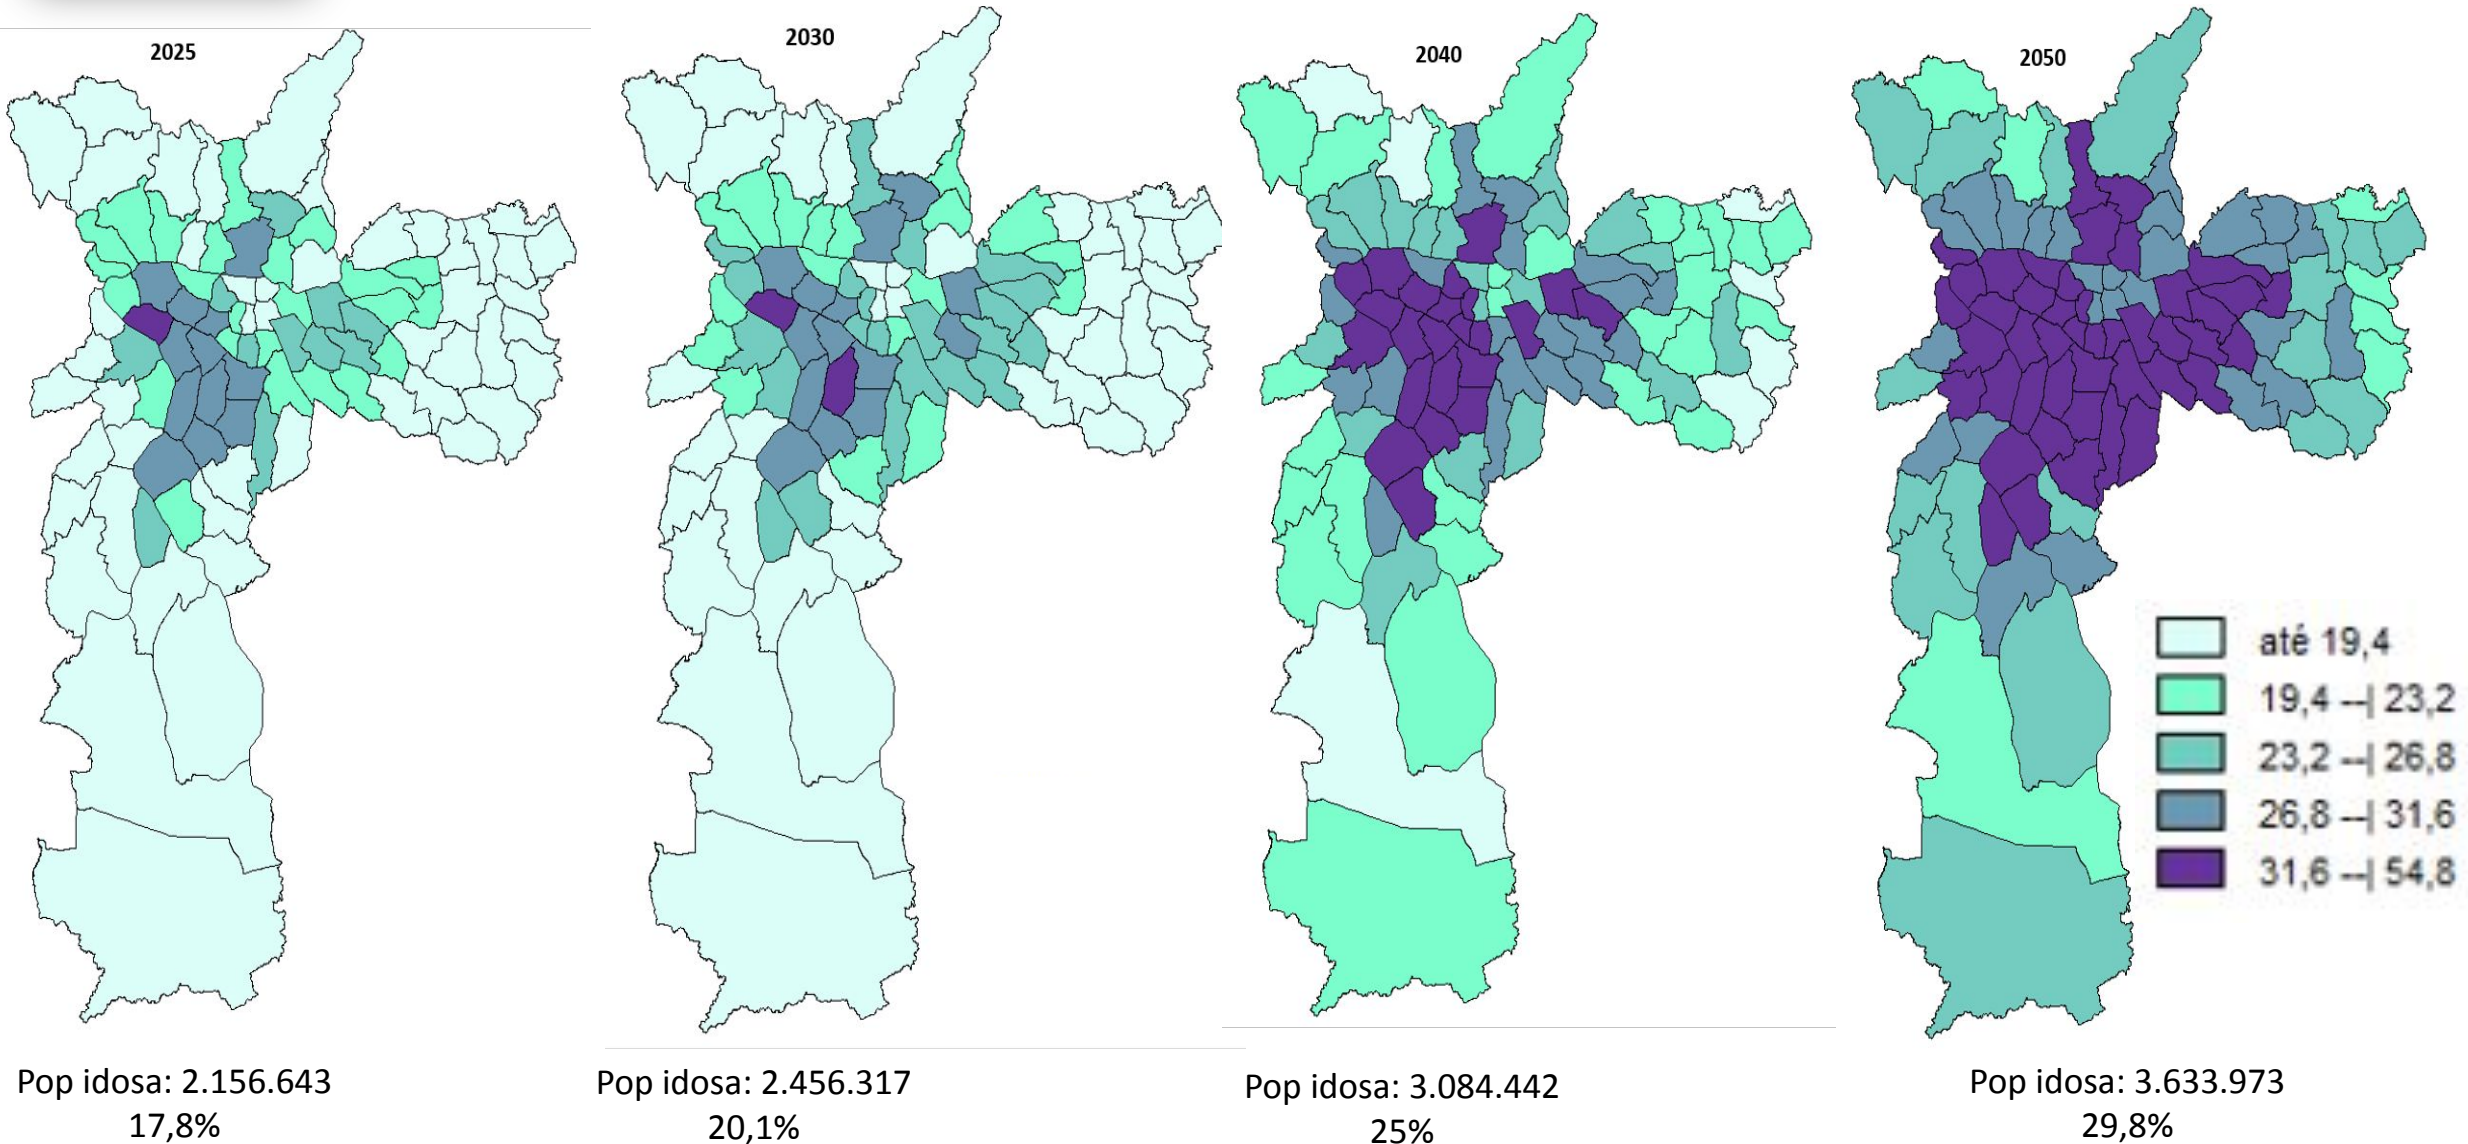 2025
2030
2040
2050
até 19,4
19,4 --| 23,2
23,2 --| 26,8
26,8 --| 31,6
31,6 --| 54,8
Pop idosa: 2.156.643
17,8%
Pop idosa: 2.456.317
20,1%
Pop idosa: 3.084.442
25%
Pop idosa: 3.633.973
29,8%